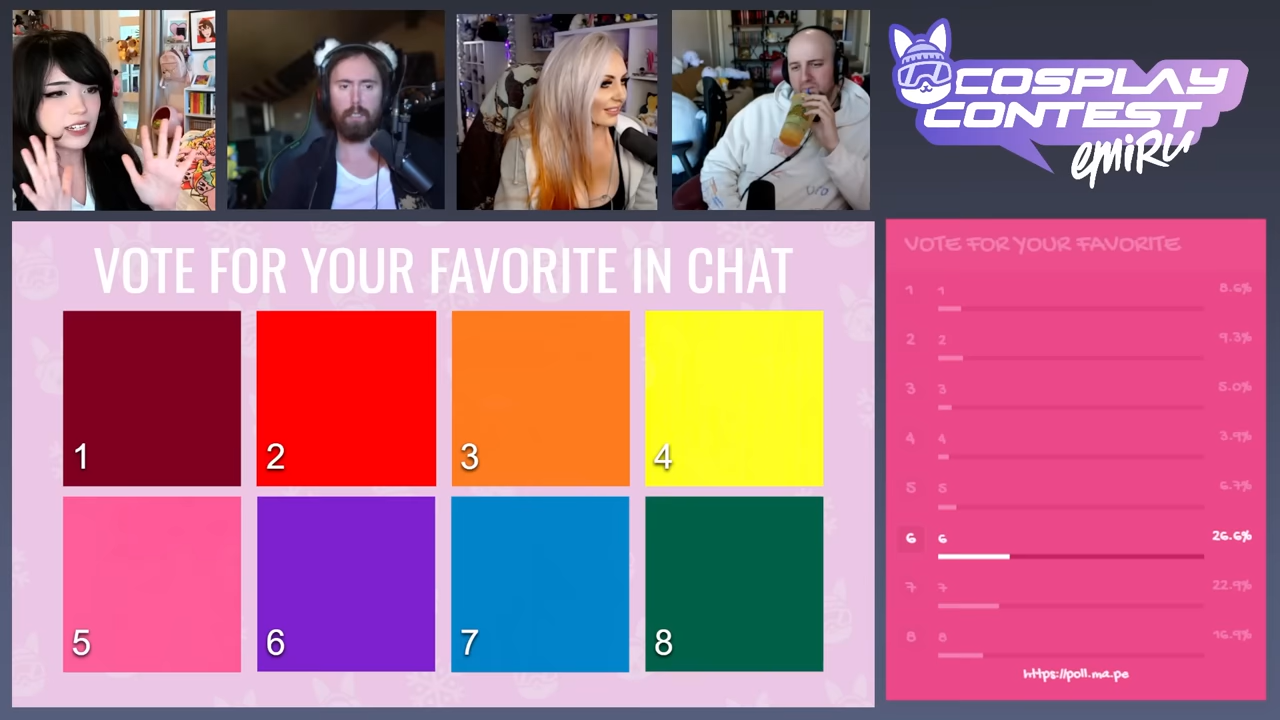 COSPLAY
CONTEST
emiru
VOTE FOR YOUR FAVORITE IN CHAT
1
2
3
4
5
6
7
8
VOTE FOR YOUR FAVORITE
1 1 8.6%
2 2 9.3%
3 3 5.0%
4 4 3.9%
5 5 6.7%
6 6 26.6%
7 7 22.9%
8 8 16.9%
https://poll.ma.pe